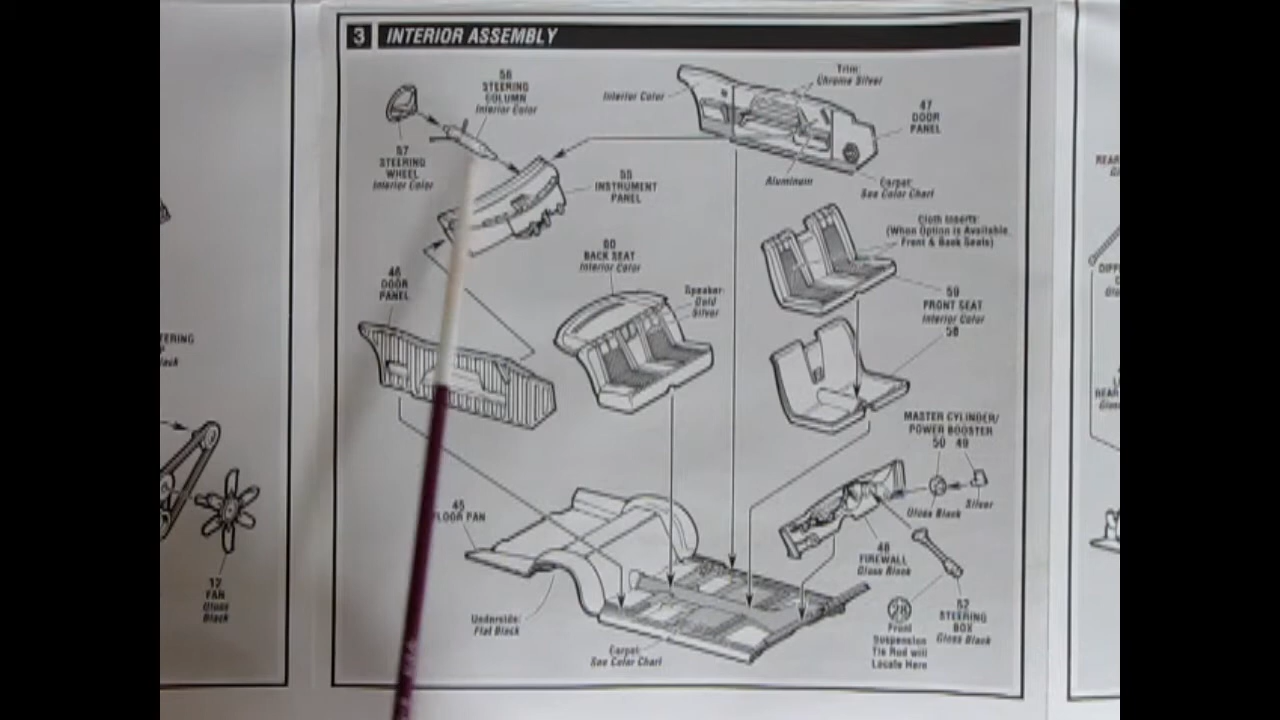 3 INTERIOR ASSEMBLY
56
STEERING
COLUMN
Interior Color
57
STEERING
WHEEL
Interior Color
55
INSTRUMENT
PANEL
Interior Color
Trim:
Chrome Silver
47
DOOR
PANEL
Aluminum
Carpet:
See Color Chart
46
DOOR
PANEL
60
BACK SEAT
Interior Color
Speaker:
Gold
Silver
Cloth Inserts:
(When Option is Available
Front & Back Seats)
59
FRONT SEAT
Interior Color
58
MASTER CYLINDER/
POWER BOOSTER
50 49
Gloss Black
Silver
48
FIREWALL
Gloss Black
45
FLOOR PAN
Underside:
Flat Black
Carpet:
See Color Chart
28
Front
Suspension
Tie Rod will
Locate Here
52
STEERING
BOX
Gloss Black
12
FAN
Gloss
Black